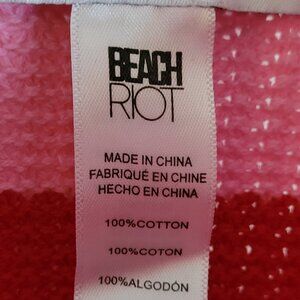 BEACH
RIOT
MADE IN CHINA
FABRIQUÉ EN CHINE
HECHO EN CHINA
100%COTTON
100%COTON
100%ALGODÓN